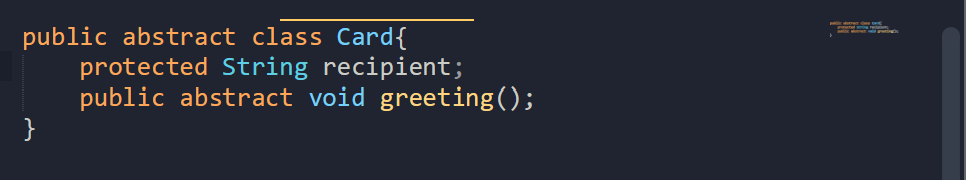 public abstract class Card{
    protected String recipient;
    public abstract void greeting();
}